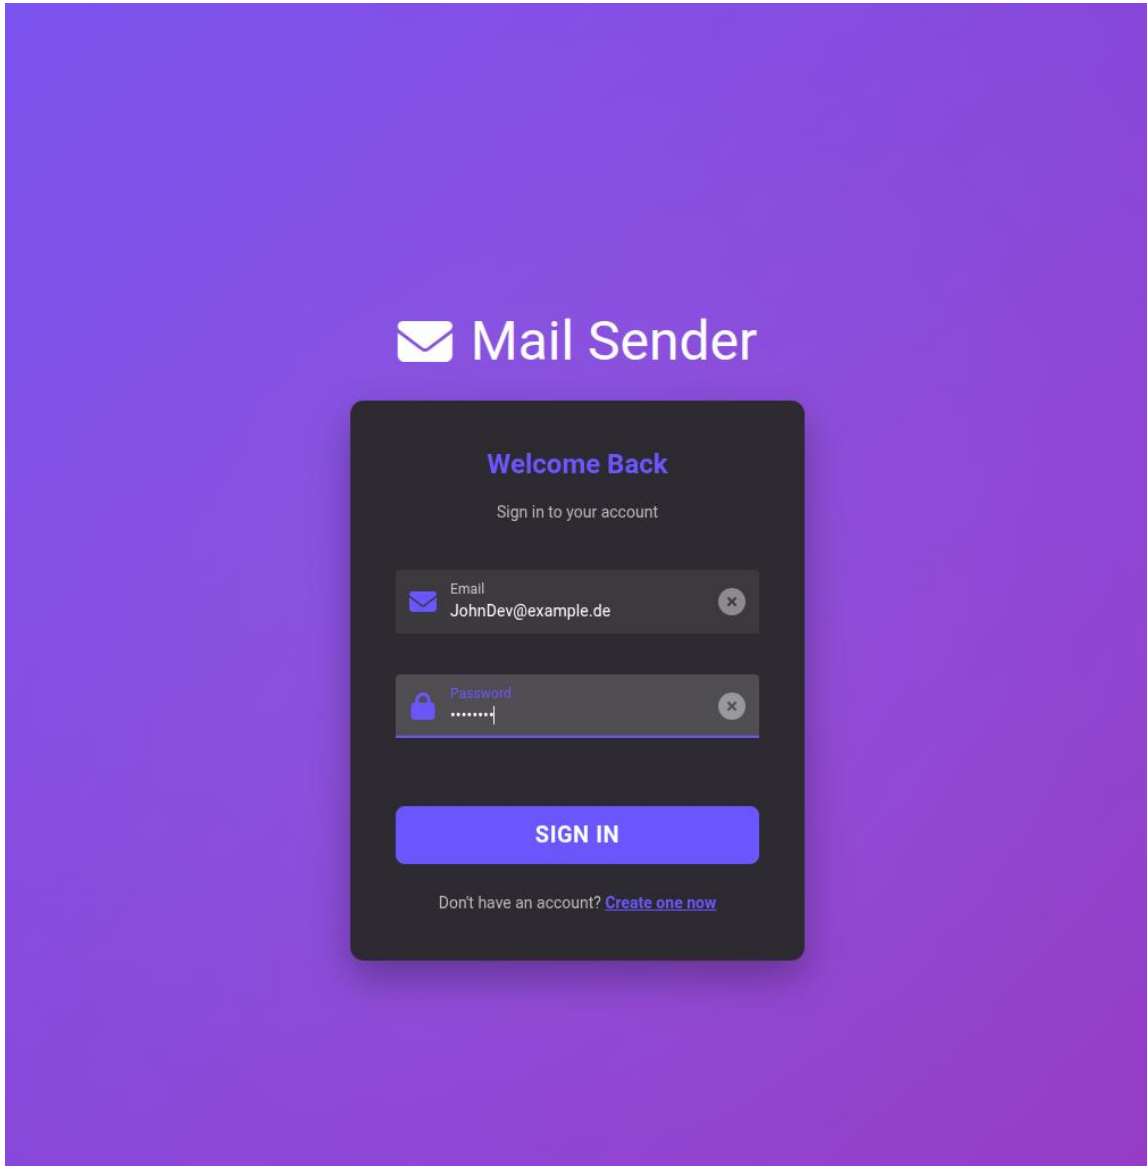 Mail Sender
Welcome Back
Sign in to your account
Email
JohnDev@example.de
Password
••••••••
SIGN IN
Don't have an account? Create one now